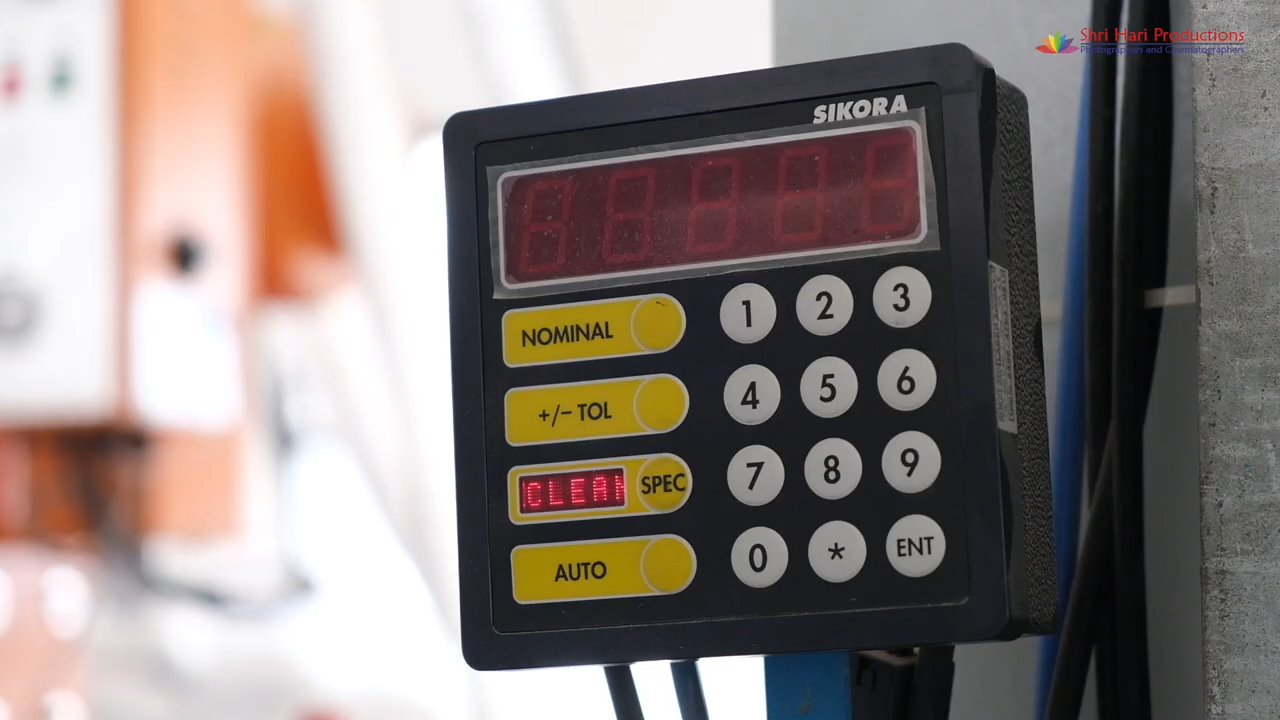 Shri Hari Productions
Photographers and Cinematographers
SIKORA
NOMINAL
1 2 3
+/− TOL
4 5 6
CLEAN SPEC
7 8 9
AUTO
0 * ENT